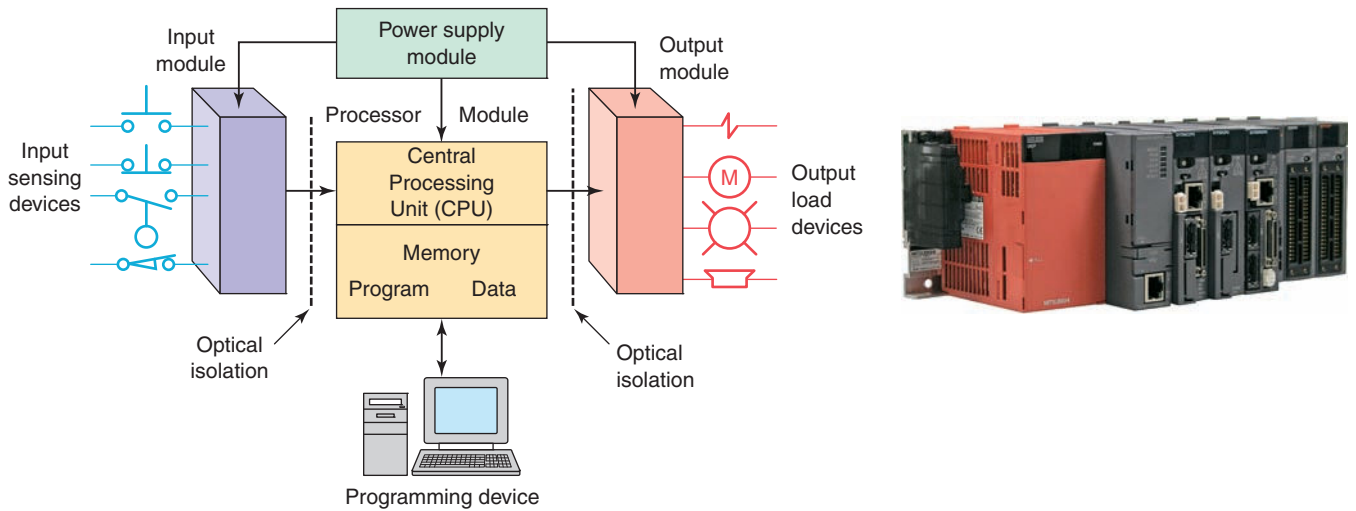 Power supply
module
Input
module
Output
module
Processor Module
Input
sensing
devices
Central
Processing
Unit (CPU)
Memory
Program Data
M
Output
load
devices
Optical
isolation
Optical
isolation
Programming device